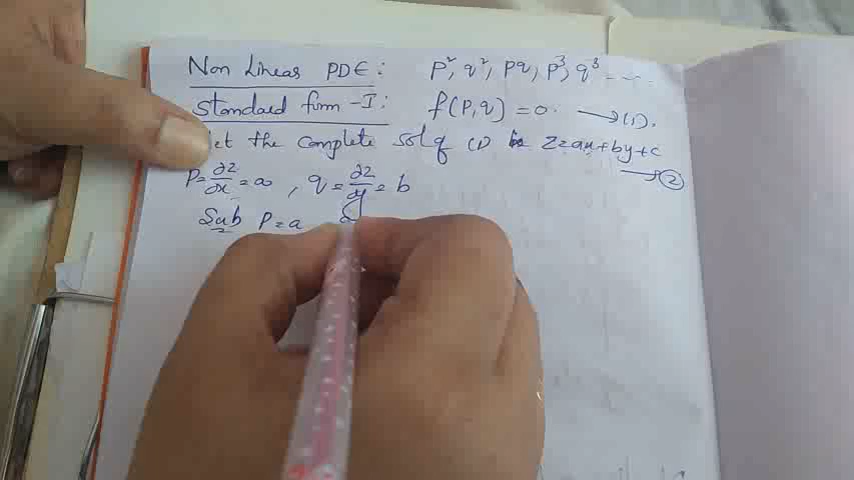 Non Linear PDE: p², q², pq, p³, q³ -----
Standard form -I: f(P,q) = 0. → (1).
let the complete sol of (1) is z=ax+by+c
→ ②
P = ∂z/∂x = a , q = ∂z/∂y = b
Sub P = a